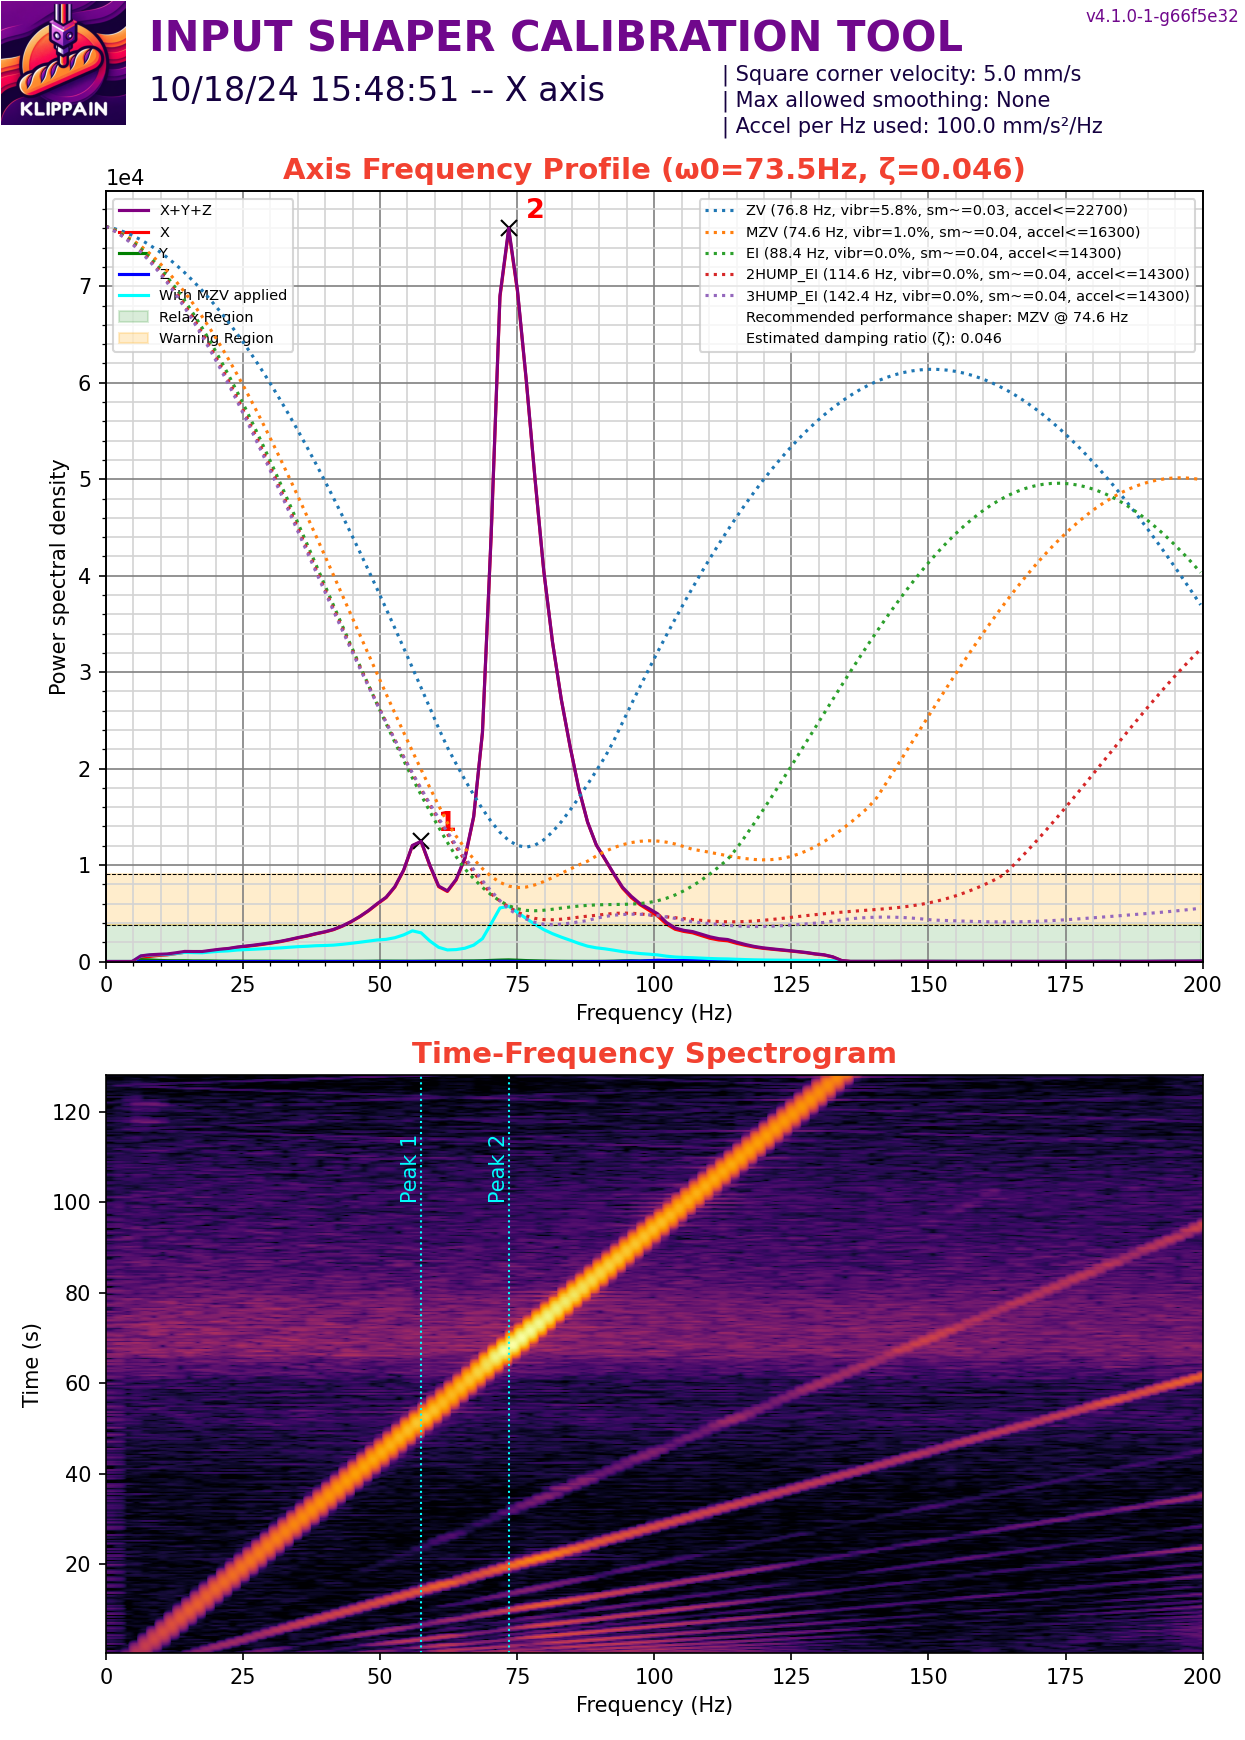 v4.1.0-1-g66f5e32
INPUT SHAPER CALIBRATION TOOL
10/18/24 15:48:51 -- X axis
| Square corner velocity: 5.0 mm/s
| Max allowed smoothing: None
| Accel per Hz used: 100.0 mm/s²/Hz
KLIPPAIN
Axis Frequency Profile (ω0=73.5Hz, ζ=0.046)
1e4
X+Y+Z
X
Y
Z
With MZV applied
Relax Region
Warning Region
2
ZV (76.8 Hz, vibr=5.8%, sm~=0.03, accel<=22700)
MZV (74.6 Hz, vibr=1.0%, sm~=0.04, accel<=16300)
EI (88.4 Hz, vibr=0.0%, sm~=0.04, accel<=14300)
2HUMP_EI (114.6 Hz, vibr=0.0%, sm~=0.04, accel<=14300)
3HUMP_EI (142.4 Hz, vibr=0.0%, sm~=0.04, accel<=14300)
Recommended performance shaper: MZV @ 74.6 Hz
Estimated damping ratio (ζ): 0.046
1
7
6
5
4
3
2
1
0
Power spectral density
0 25 50 75 100 125 150 175 200
Frequency (Hz)
Time-Frequency Spectrogram
Peak 1
Peak 2
120
100
80
60
40
20
Time (s)
0 25 50 75 100 125 150 175 200
Frequency (Hz)